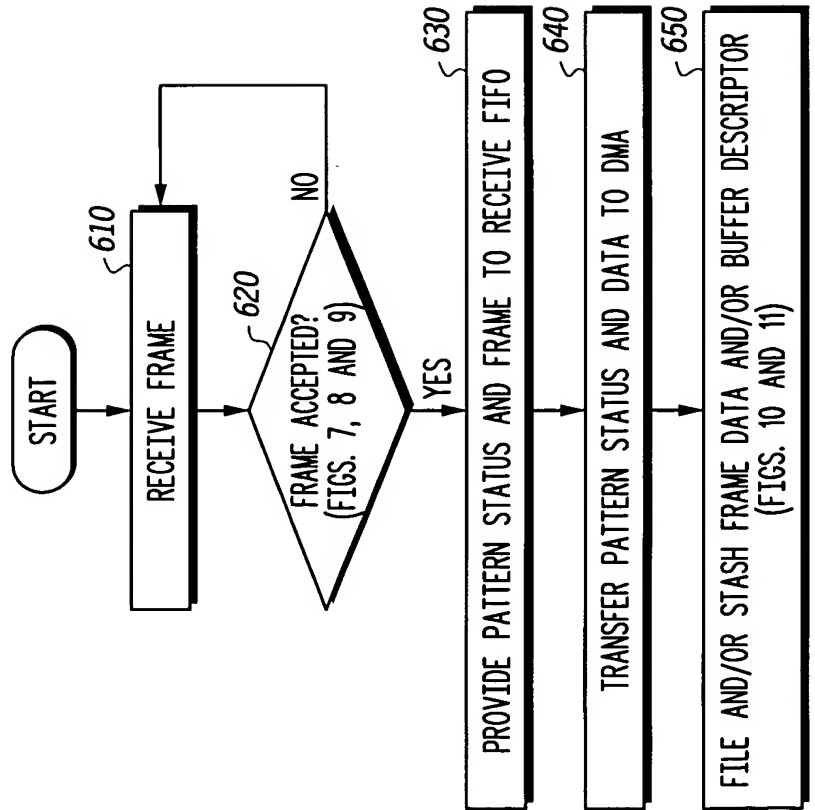 START
610
RECEIVE FRAME
620
FRAME ACCEPTED?
(FIGS. 7, 8 AND 9)
NO
YES
630
PROVIDE PATTERN STATUS AND FRAME TO RECEIVE FIFO
640
TRANSFER PATTERN STATUS AND DATA TO DMA
650
FILE AND/OR STASH FRAME DATA AND/OR BUFFER DESCRIPTOR
(FIGS. 10 AND 11)